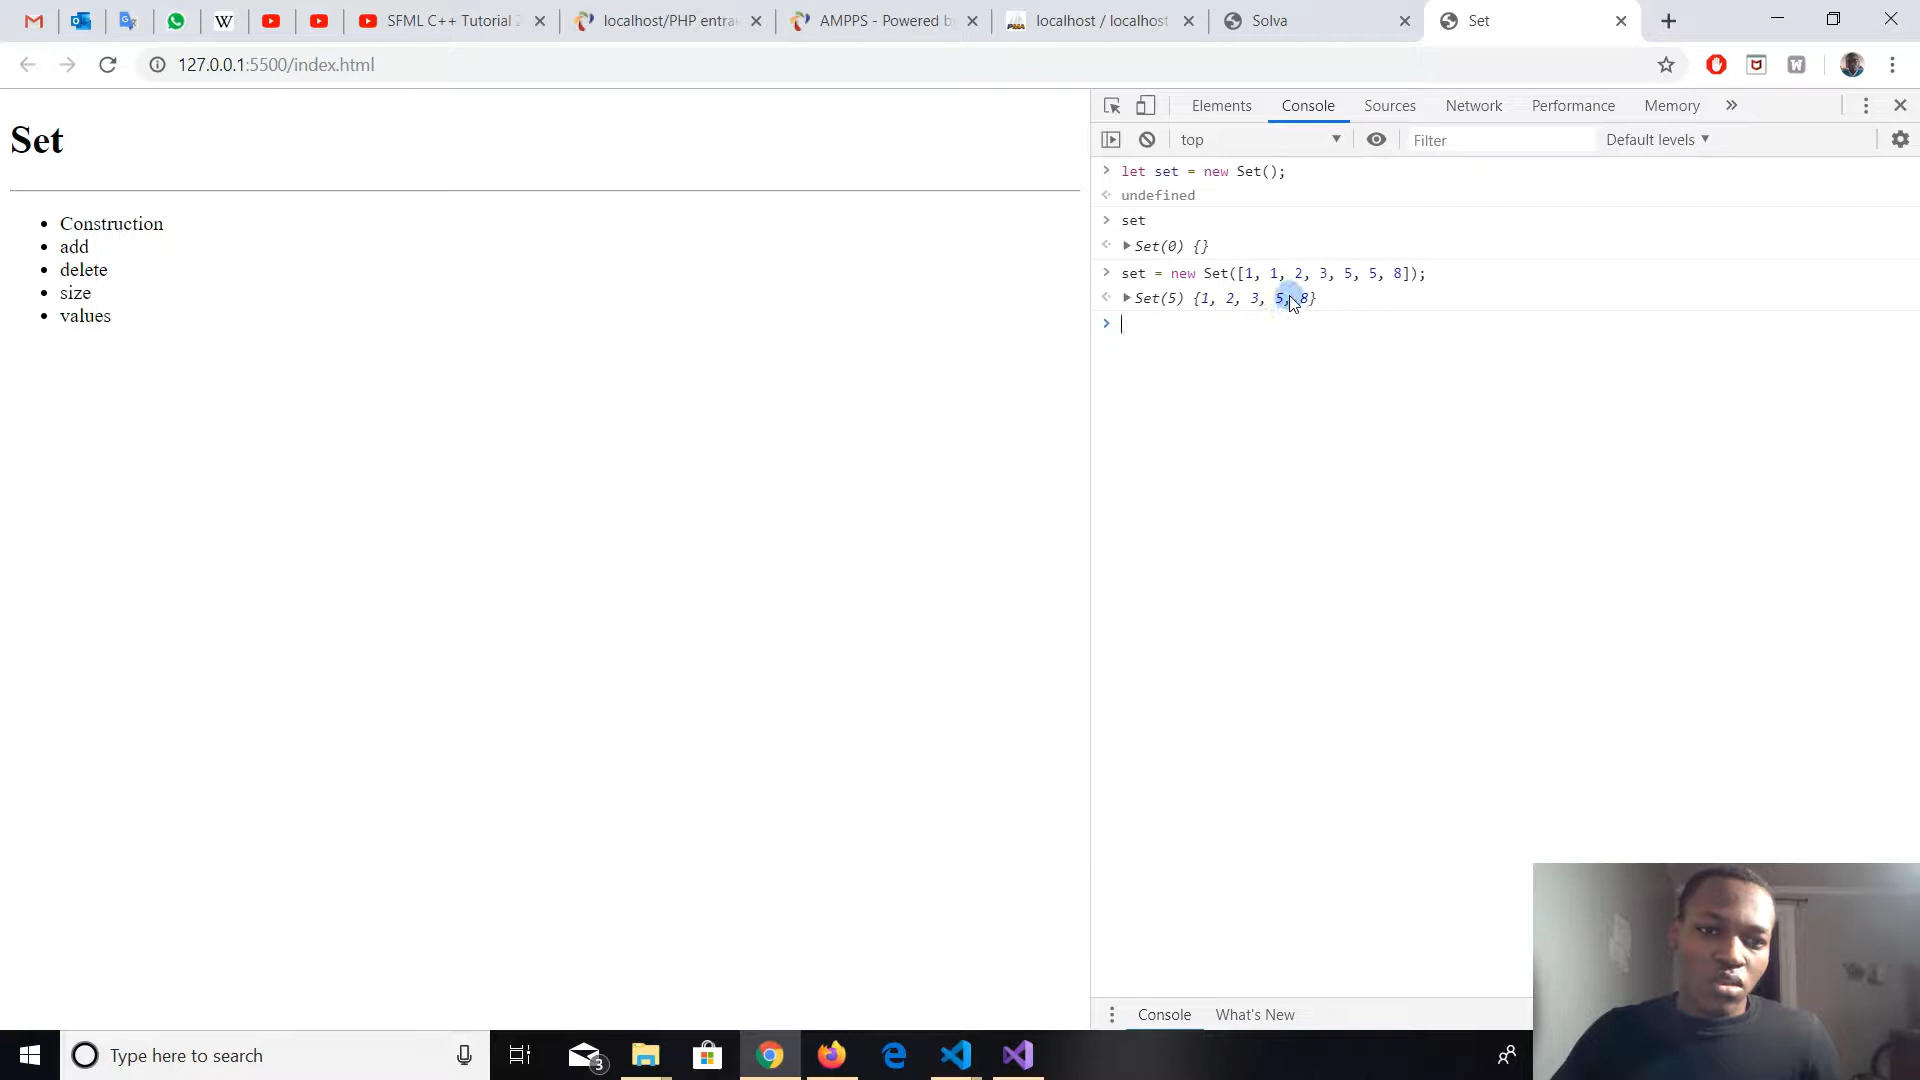 SFML C++ Tutorial
localhost/PHP entra
AMPPS - Powered b
localhost / localhost
Solva
Set
127.0.0.1:5500/index.html
Elements
Console
Sources
Network
Performance
Memory
top
Filter
Default levels
Set
Construction
add
delete
size
values
let set = new Set();
undefined
set
Set(0) {}
set = new Set([1, 1, 2, 3, 5, 5, 8]);
Set(5) {1, 2, 3, 5, 8}
Console
What's New
Type here to search
3